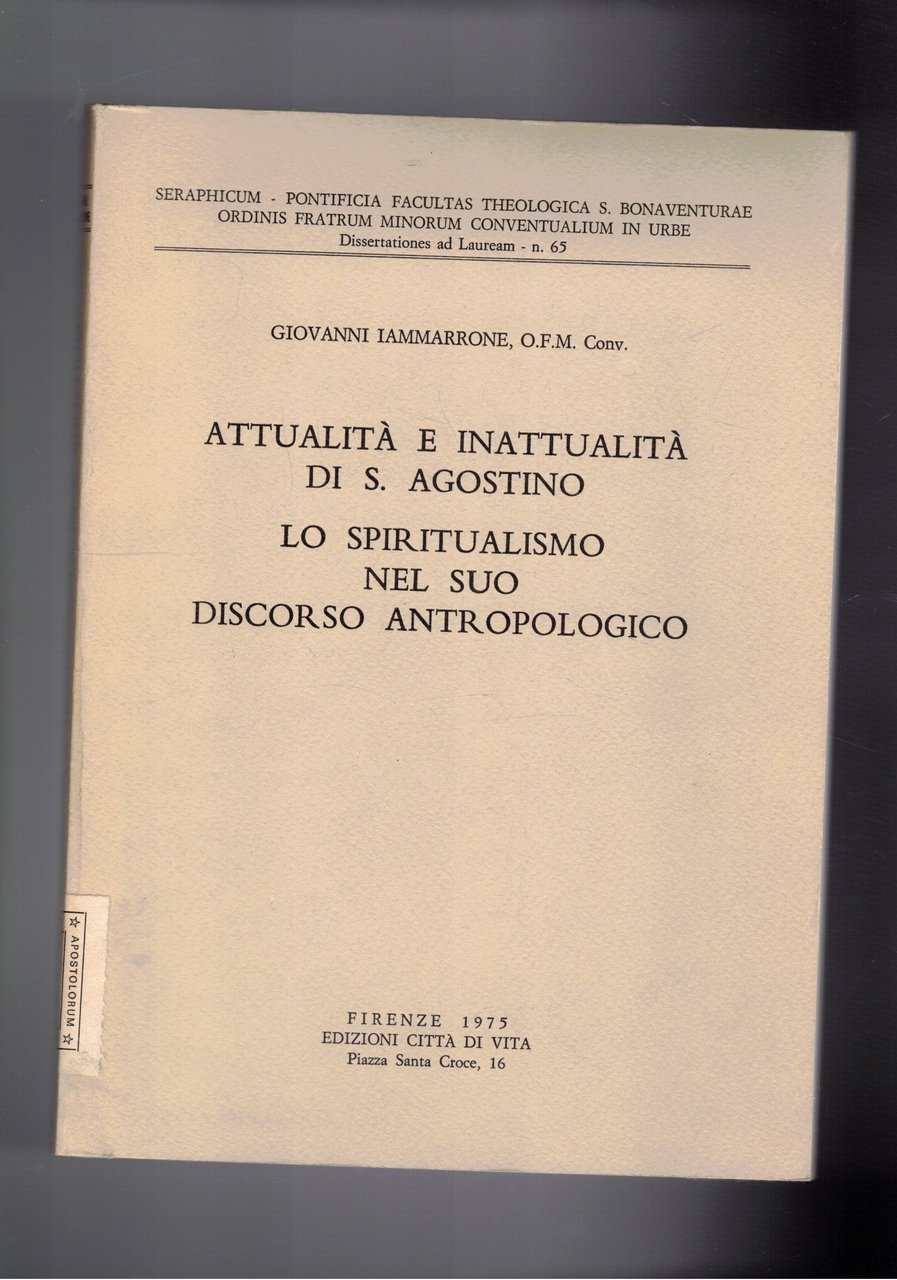 SERAPHICUM - PONTIFICIA FACULTAS THEOLOGICA S. BONAVENTURAE
ORDINIS FRATRUM MINORUM CONVENTUALIUM IN URBE
Dissertationes ad Lauream - n. 65
GIOVANNI IAMMARRONE, O.F.M. Conv.
ATTUALITÀ E INATTUALITÀ
DI S. AGOSTINO
LO SPIRITUALISMO
NEL SUO
DISCORSO ANTROPOLOGICO
☆ APOSTOLORUM ☆
FIRENZE 1975
EDIZIONI CITTÀ DI VITA
Piazza Santa Croce, 16